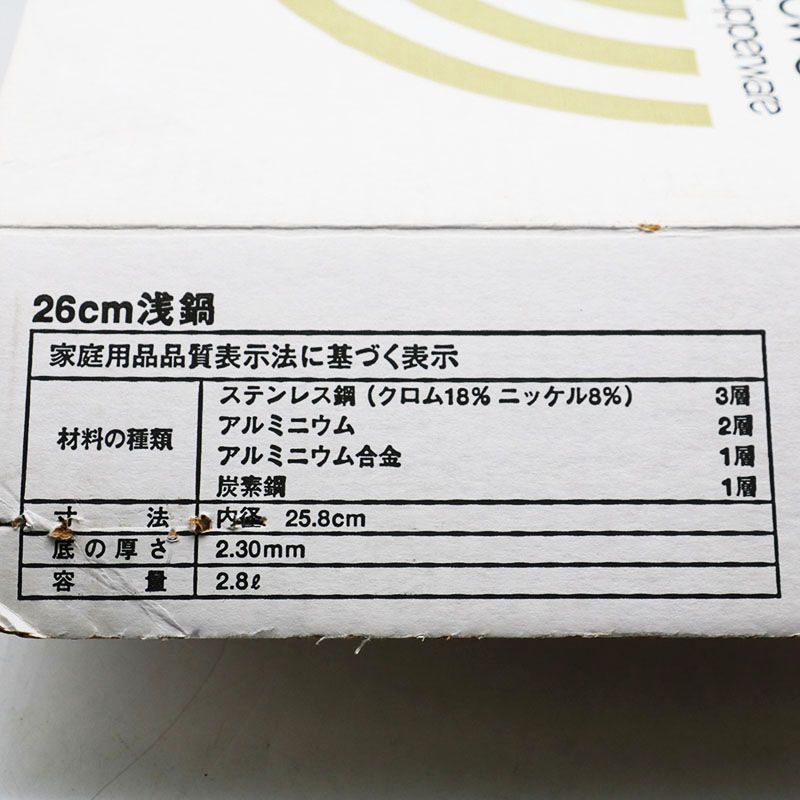 upperware
26cm浅鍋
家庭用品品質表示法に基づく表示
材料の種類
ステンレス鋼（クロム18% ニッケル8%） 3層
アルミニウム 2層
アルミニウム合金 1層
炭素鋼 1層
寸法 内径 25.8cm
底の厚さ 2.30mm
容量 2.8ℓ